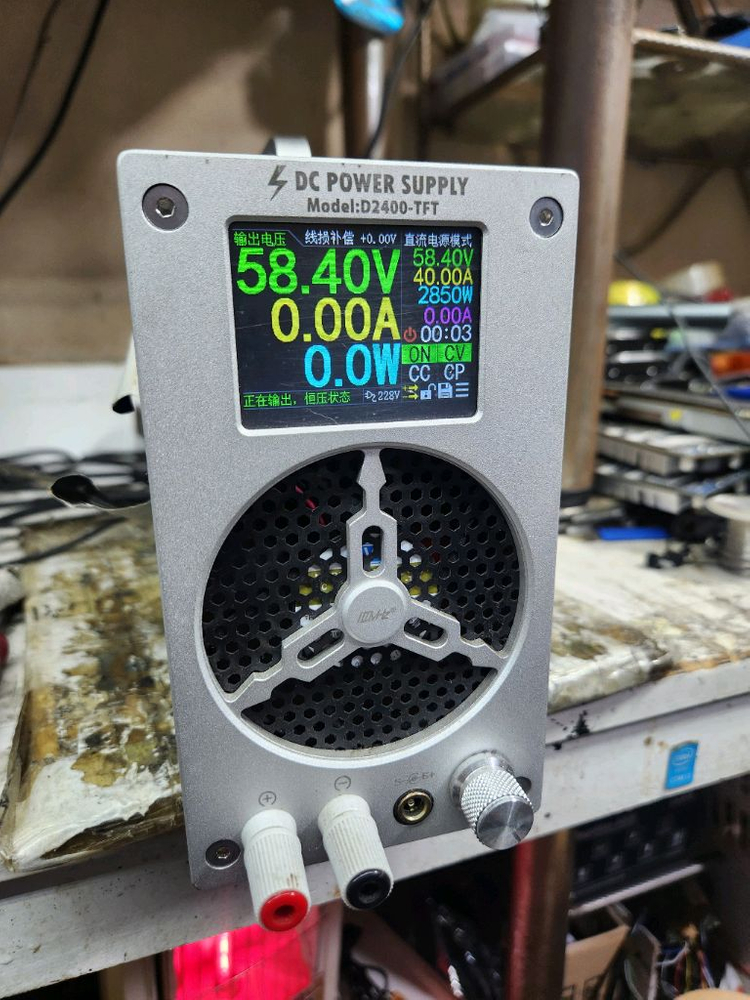 DC POWER SUPPLY
Model:D2400-TFT
输出电压 线损补偿 +0.00V 直流电源模式
58.40V
0.00A
0.0W
58.40V
40.00A
2850W
0.00A
00:03
ON CV
CC CP
正在输出，恒压状态 228V
+ −